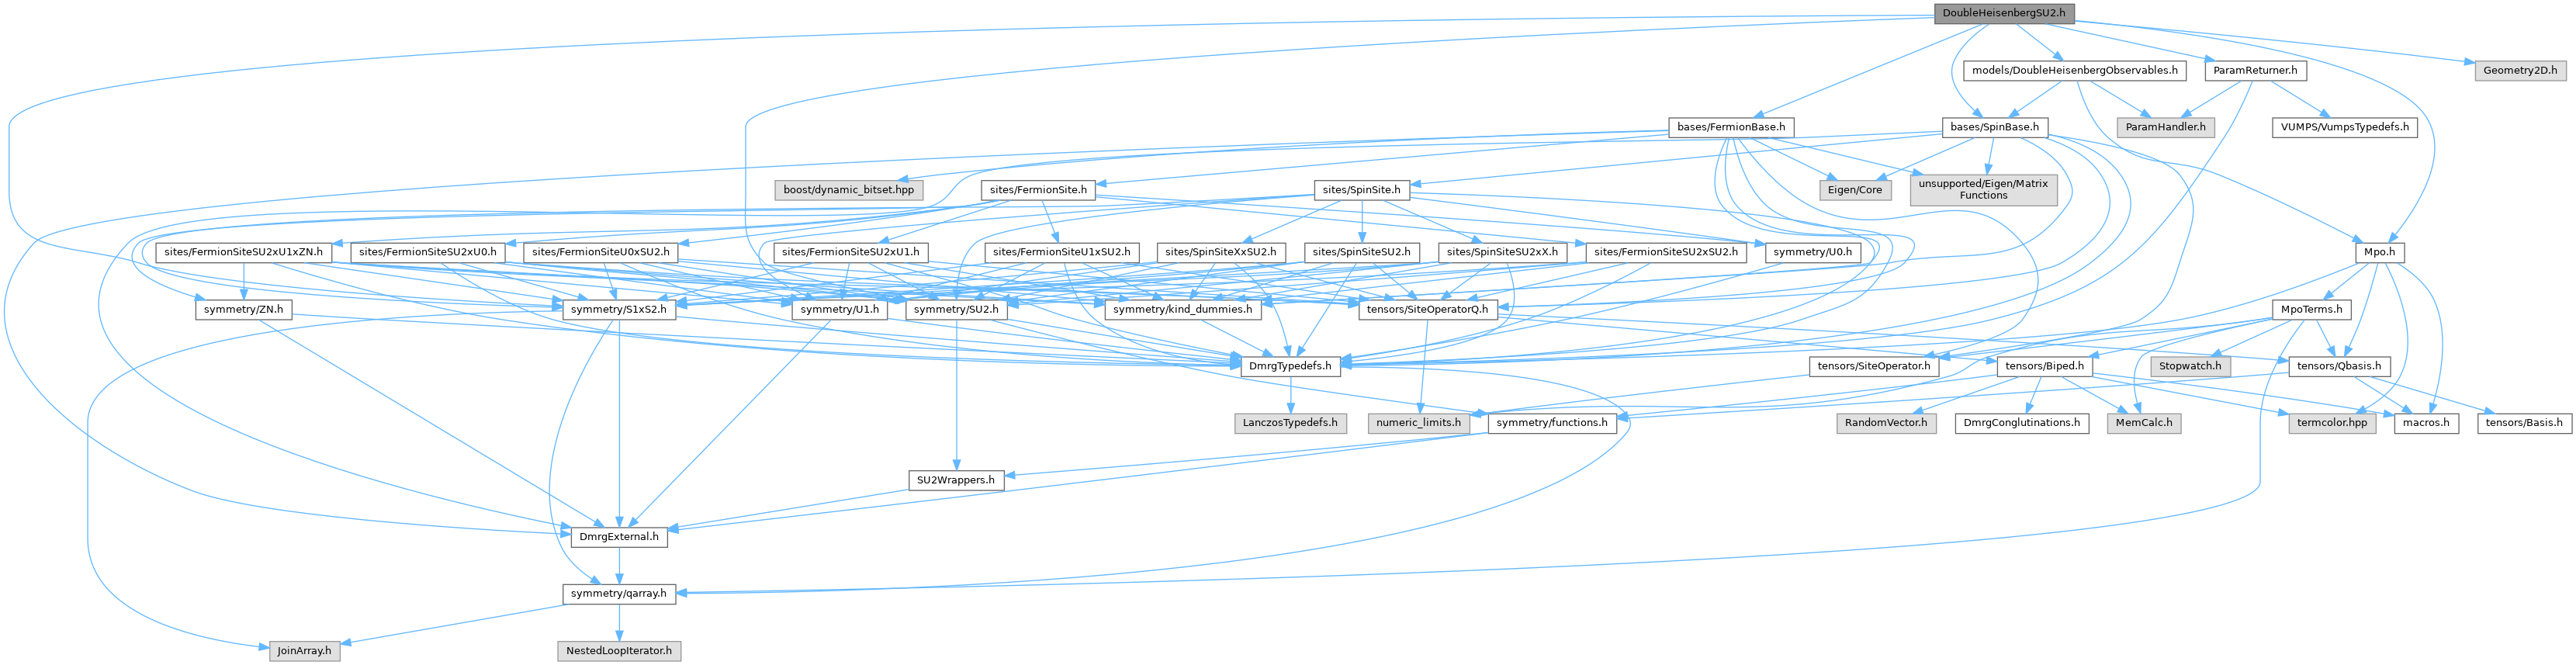 DoubleHeisenbergSU2.h
models/DoubleHeisenbergObservables.h
ParamReturner.h
Geometry2D.h
bases/FermionBase.h
bases/SpinBase.h
ParamHandler.h
VUMPS/VumpsTypedefs.h
boost/dynamic_bitset.hpp
sites/FermionSite.h
sites/SpinSite.h
Eigen/Core
unsupported/Eigen/Matrix
Functions
sites/FermionSiteSU2xU1xZN.h
sites/FermionSiteSU2xU0.h
sites/FermionSiteU0xSU2.h
sites/FermionSiteSU2xU1.h
sites/FermionSiteU1xSU2.h
sites/SpinSiteXxSU2.h
sites/SpinSiteSU2.h
sites/SpinSiteSU2xX.h
sites/FermionSiteSU2xSU2.h
symmetry/U0.h
Mpo.h
symmetry/ZN.h
symmetry/S1xS2.h
symmetry/U1.h
symmetry/SU2.h
symmetry/kind_dummies.h
tensors/SiteOperatorQ.h
MpoTerms.h
DmrgTypedefs.h
tensors/SiteOperator.h
tensors/Biped.h
Stopwatch.h
tensors/Qbasis.h
LanczosTypedefs.h
numeric_limits.h
symmetry/functions.h
RandomVector.h
DmrgConglutinations.h
MemCalc.h
termcolor.hpp
macros.h
tensors/Basis.h
SU2Wrappers.h
DmrgExternal.h
symmetry/qarray.h
JoinArray.h
NestedLoopIterator.h